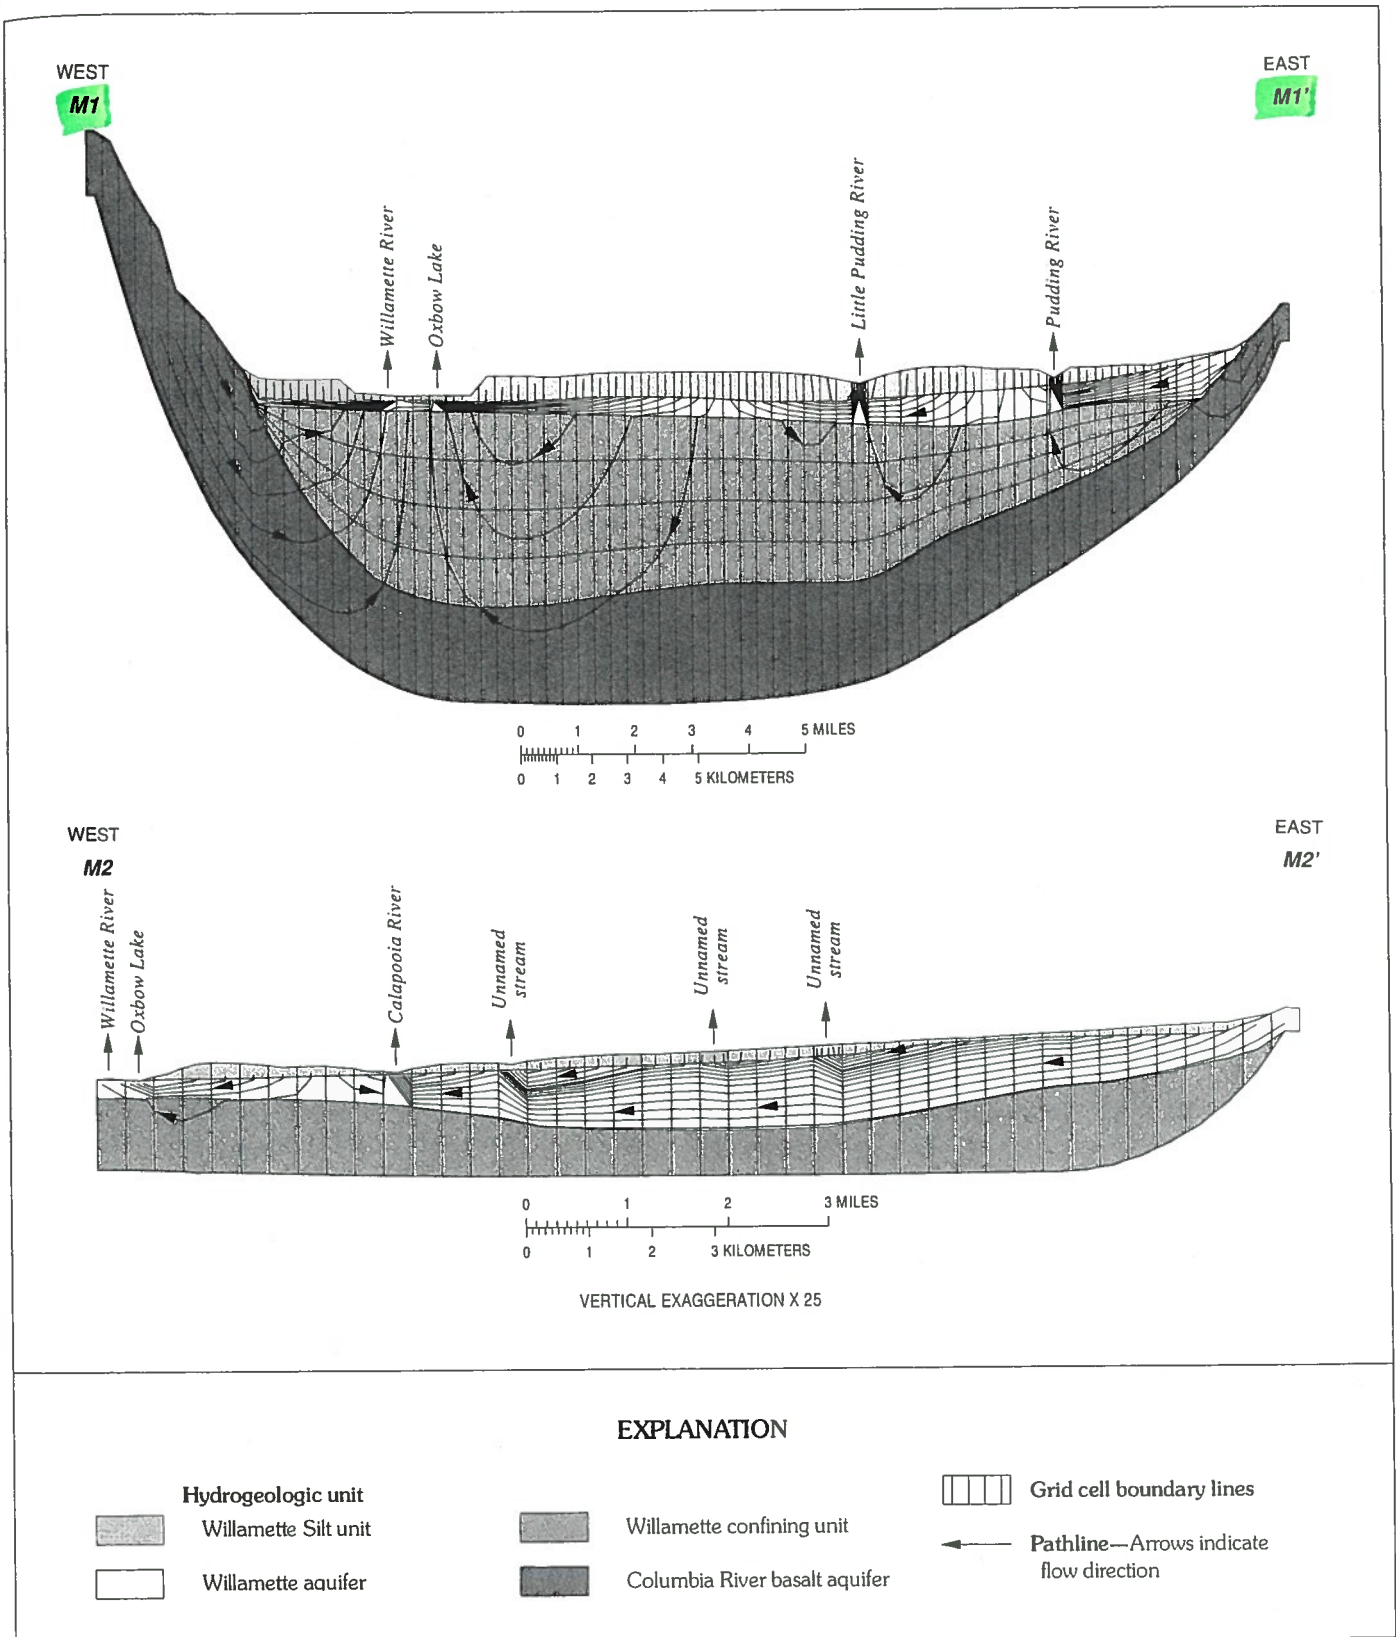 WEST
M1
EAST
M1'
Willamette River
Oxbow Lake
Little Pudding River
Pudding River
0 1 2 3 4 5 MILES
0 1 2 3 4 5 KILOMETERS
WEST
M2
EAST
M2'
Willamette River
Oxbow Lake
Calapooia River
Unnamed
stream
Unnamed
stream
Unnamed
stream
0 1 2 3 MILES
0 1 2 3 KILOMETERS
VERTICAL EXAGGERATION X 25
EXPLANATION
Hydrogeologic unit
Willamette Silt unit
Willamette aquifer
Willamette confining unit
Columbia River basalt aquifer
Grid cell boundary lines
Pathline—Arrows indicate
flow direction